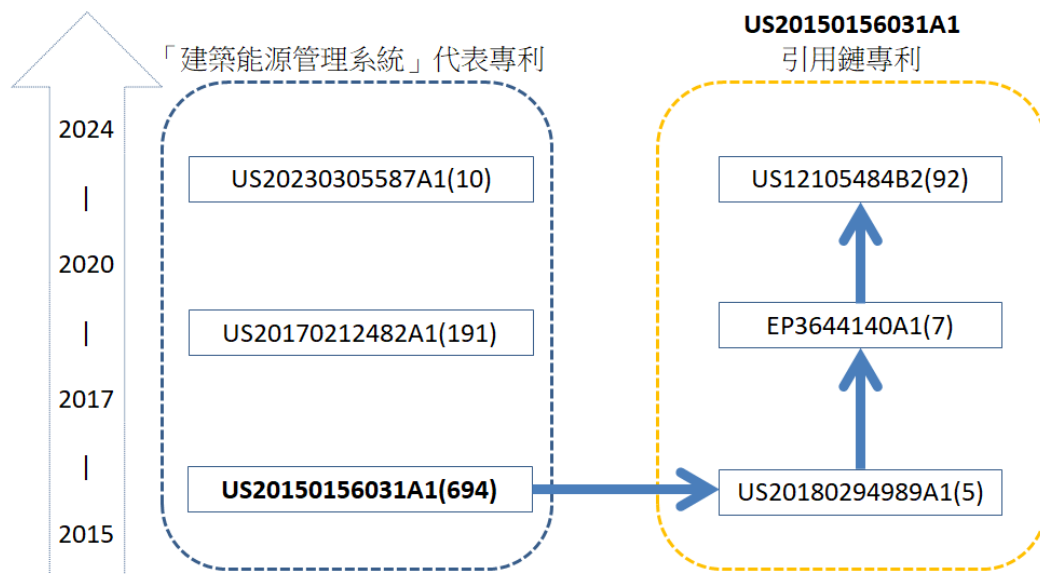 US20150156031A1
「建築能源管理系統」代表專利
引用鏈專利
2024
|
2020
|
2017
|
2015
US20230305587A1(10)
US20170212482A1(191)
US20150156031A1(694)
US12105484B2(92)
EP3644140A1(7)
US20180294989A1(5)